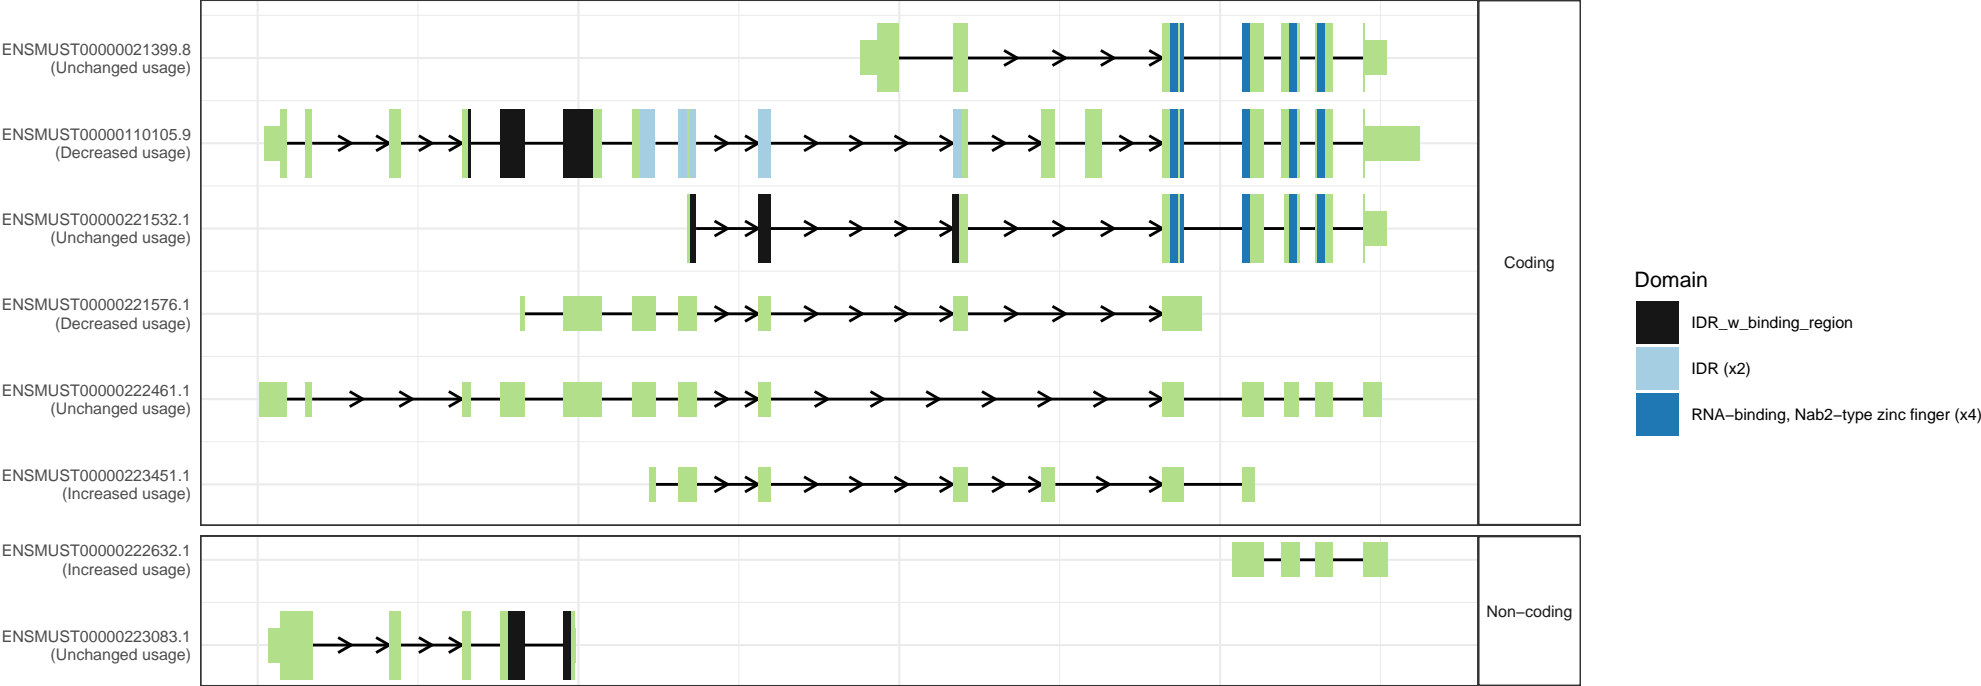 ENSMUST00000021399.8
(Unchanged usage)
ENSMUST00000110105.9
(Decreased usage)
ENSMUST00000221532.1
(Unchanged usage)
ENSMUST00000221576.1
(Decreased usage)
ENSMUST00000222461.1
(Unchanged usage)
ENSMUST00000223451.1
(Increased usage)
Coding
ENSMUST00000222632.1
(Increased usage)
ENSMUST00000223083.1
(Unchanged usage)
Non−coding
Domain
IDR_w_binding_region
IDR (x2)
RNA−binding, Nab2−type zinc finger (x4)